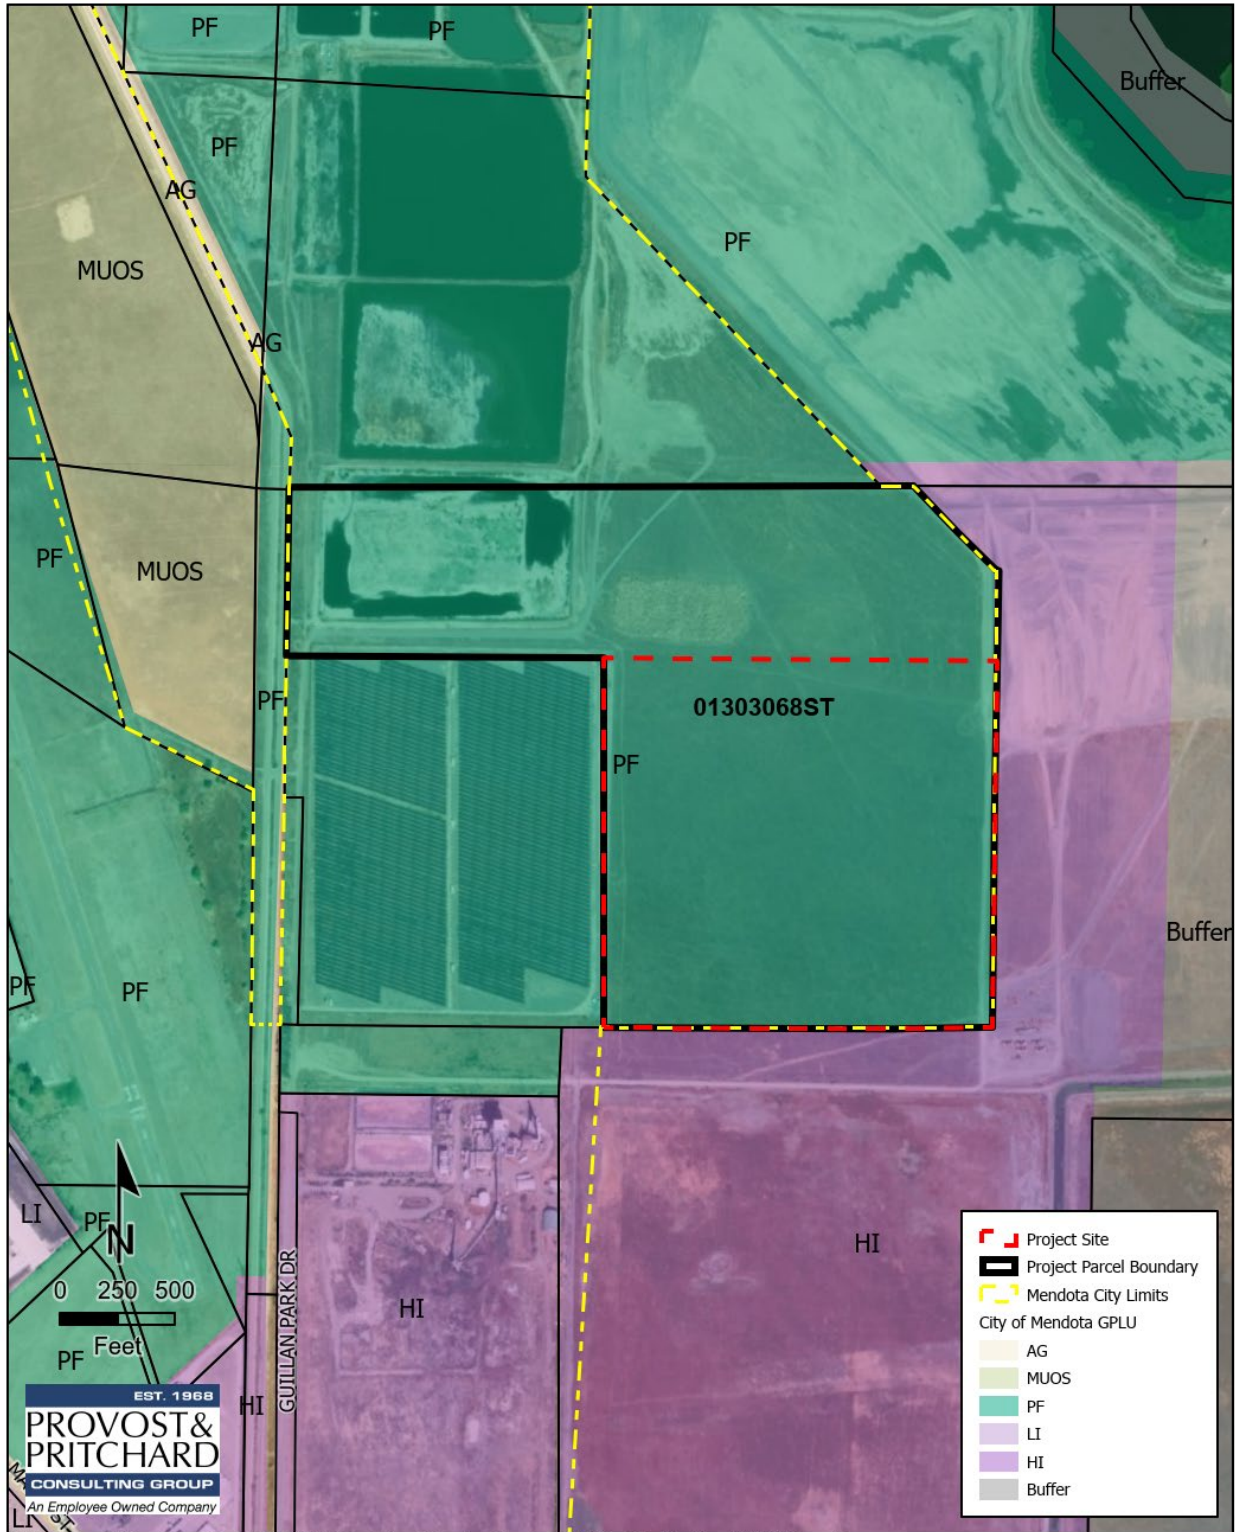 PF
PF
Buffer
PF
AG
PF
MUOS
AG
PF
MUOS
PF
01303068ST
PF
Buffer
PF
PF
LI
PF
N
HI
0 250 500
Feet
GUILLAN PARK DR
HI
PF
HI
EST. 1968
PROVOST&
PRITCHARD
CONSULTING GROUP
An Employee Owned Company
LI
Project Site
Project Parcel Boundary
Mendota City Limits
City of Mendota GPLU
AG
MUOS
PF
LI
HI
Buffer